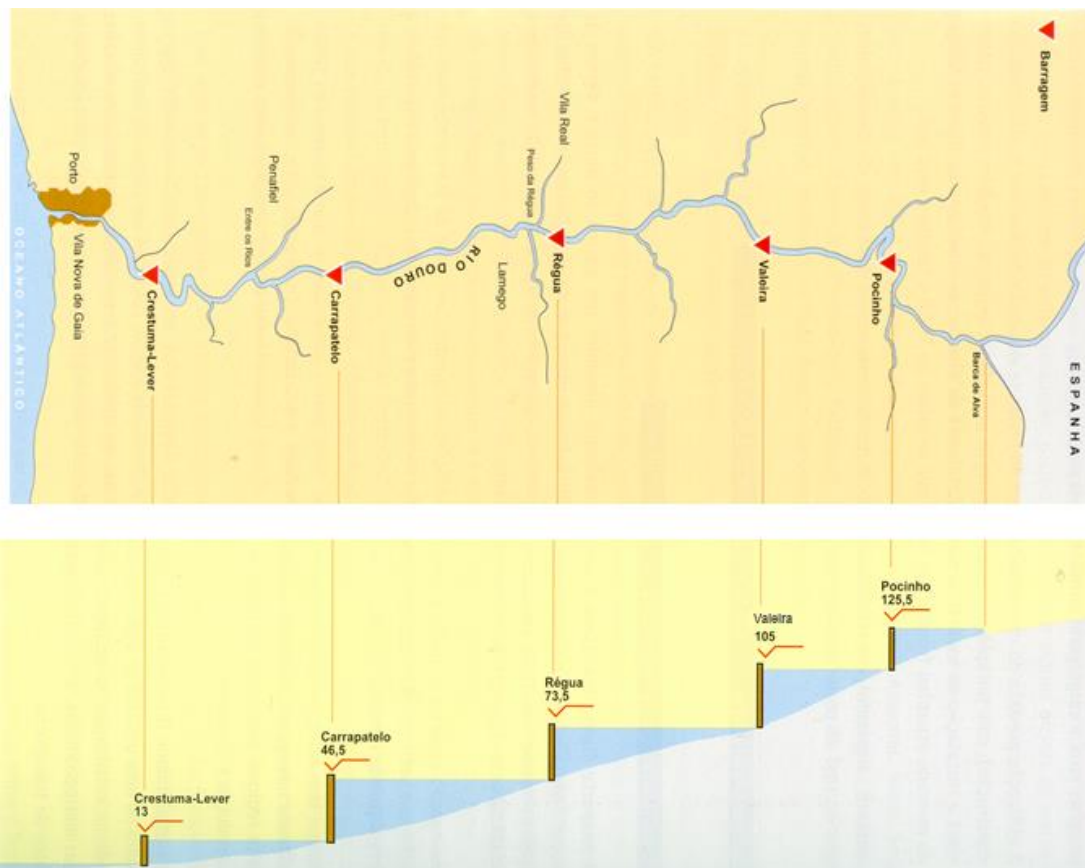 Barragem
Porto
Vila Nova de Gaia
OCEANO ATLÂNTICO
Crestuma-Lever
Penafiel
Entre os Rios
Carrapatelo
RIO DOURO
Vila Real
Peso da Régua
Lamego
Régua
Valeira
Pocinho
Barca de Alva
ESPANHA
Pocinho
125,5
Valeira
105
Régua
73,5
Carrapatelo
46,5
Crestuma-Lever
13